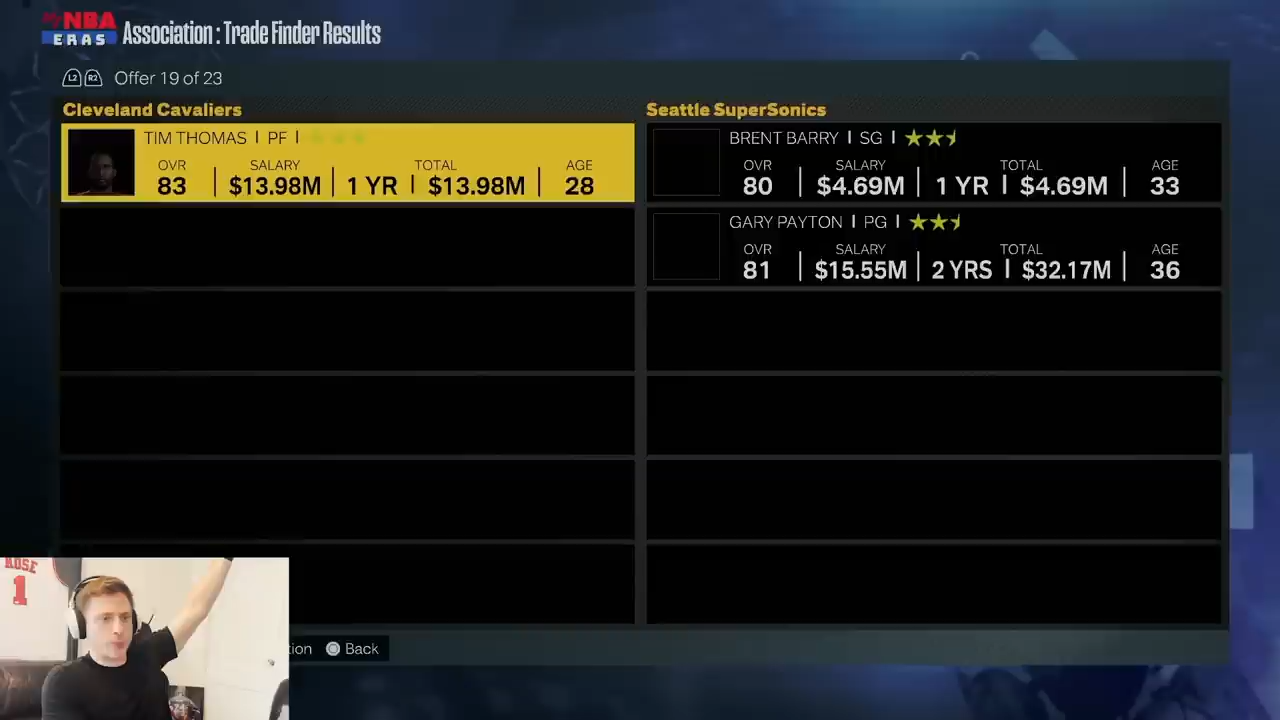 MyNBA
ERAS
Association : Trade Finder Results
L2 R2 Offer 19 of 23
Cleveland Cavaliers
TIM THOMAS | PF |
OVR SALARY TOTAL AGE
83 | $13.98M | 1 YR | $13.98M | 28
Seattle SuperSonics
BRENT BARRY | SG |
OVR SALARY TOTAL AGE
80 | $4.69M | 1 YR | $4.69M | 33
GARY PAYTON | PG |
OVR SALARY TOTAL AGE
81 | $15.55M | 2 YRS | $32.17M | 36
ROSE
1
Back